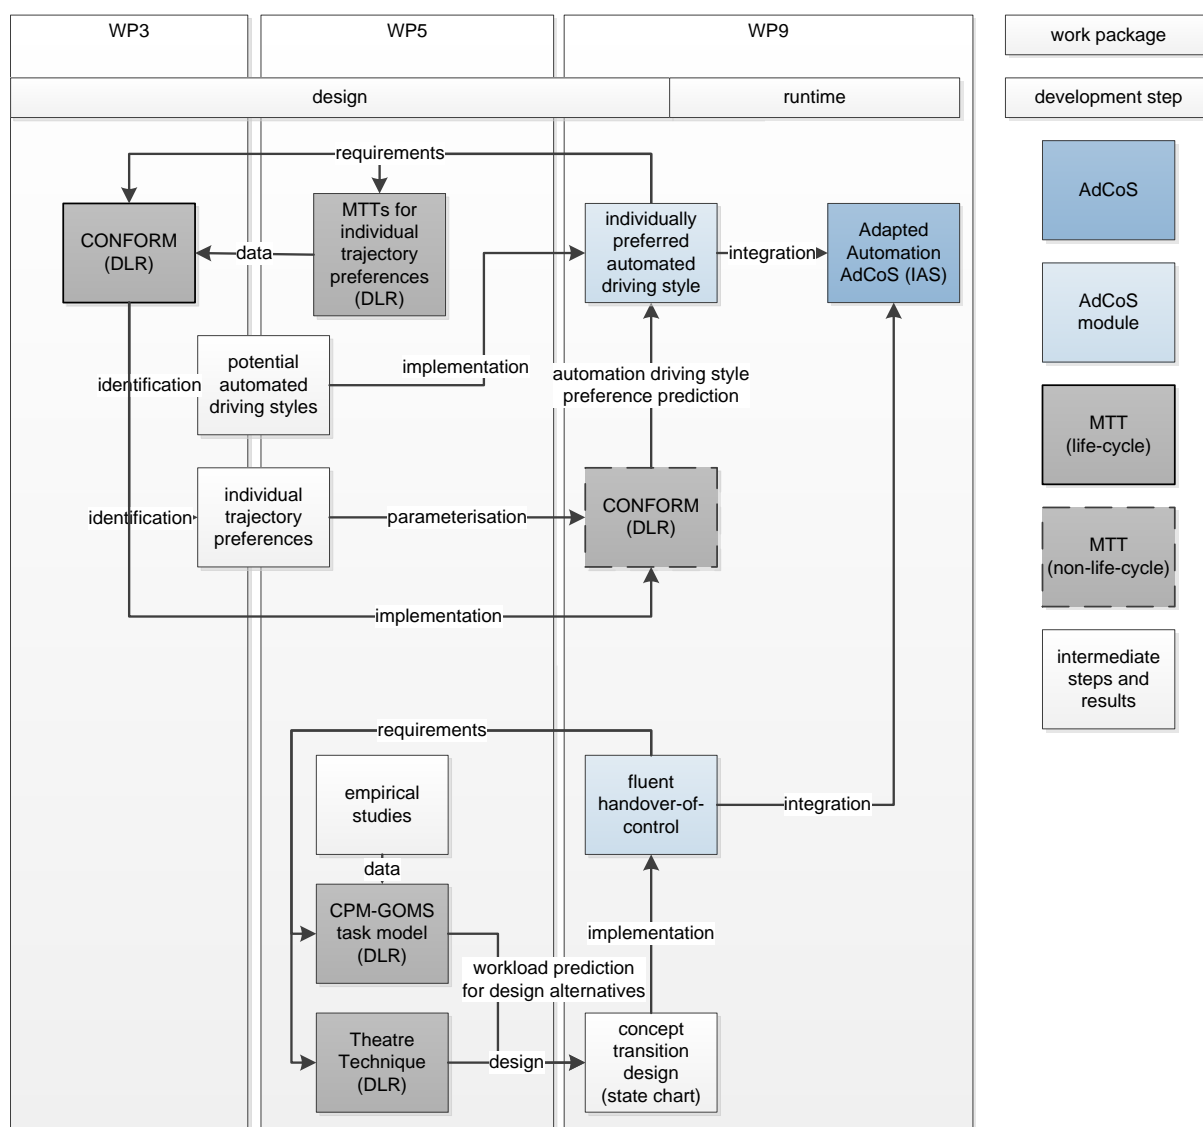 WP3
WP5
WP9
work package
design
runtime
development step
requirements
AdCoS
CONFORM
(DLR)
data
MTTs for
individual
trajectory
preferences
(DLR)
individually
preferred
automated
driving style
integration
Adapted
Automation
AdCoS (IAS)
AdCoS
module
identification
potential
automated
driving styles
implementation
automation driving style
preference prediction
MTT
(life-cycle)
identification
individual
trajectory
preferences
parameterisation
CONFORM
(DLR)
MTT
(non-life-cycle)
implementation
intermediate
steps and
results
requirements
empirical
studies
fluent
handover-of-
control
integration
data
CPM-GOMS
task model
(DLR)
implementation
workload prediction
for design alternatives
Theatre
Technique
(DLR)
design
concept
transition
design
(state chart)